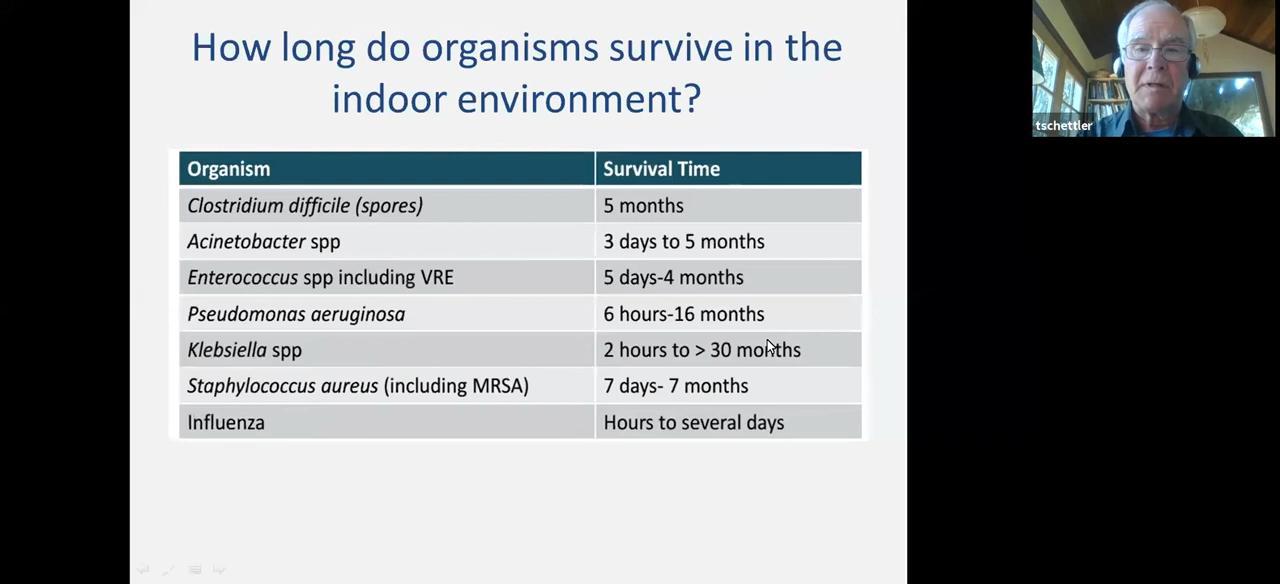 How long do organisms survive in the
indoor environment?
tschettler
Organism Survival Time
Clostridium difficile (spores) 5 months
Acinetobacter spp 3 days to 5 months
Enterococcus spp including VRE 5 days-4 months
Pseudomonas aeruginosa 6 hours-16 months
Klebsiella spp 2 hours to > 30 months
Staphylococcus aureus (including MRSA) 7 days- 7 months
Influenza Hours to several days